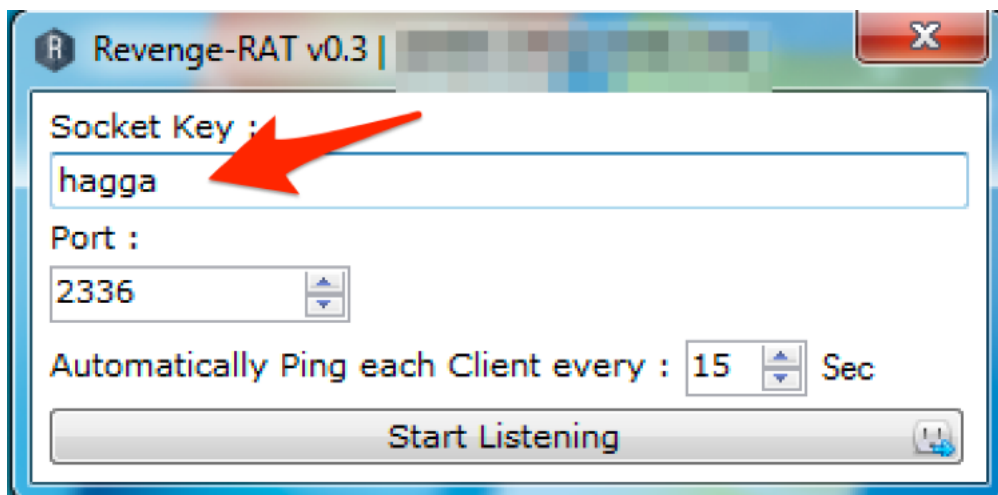 Revenge-RAT v0.3 |
Socket Key :
hagga
Port :
2336
Automatically Ping each Client every : 15 Sec
Start Listening